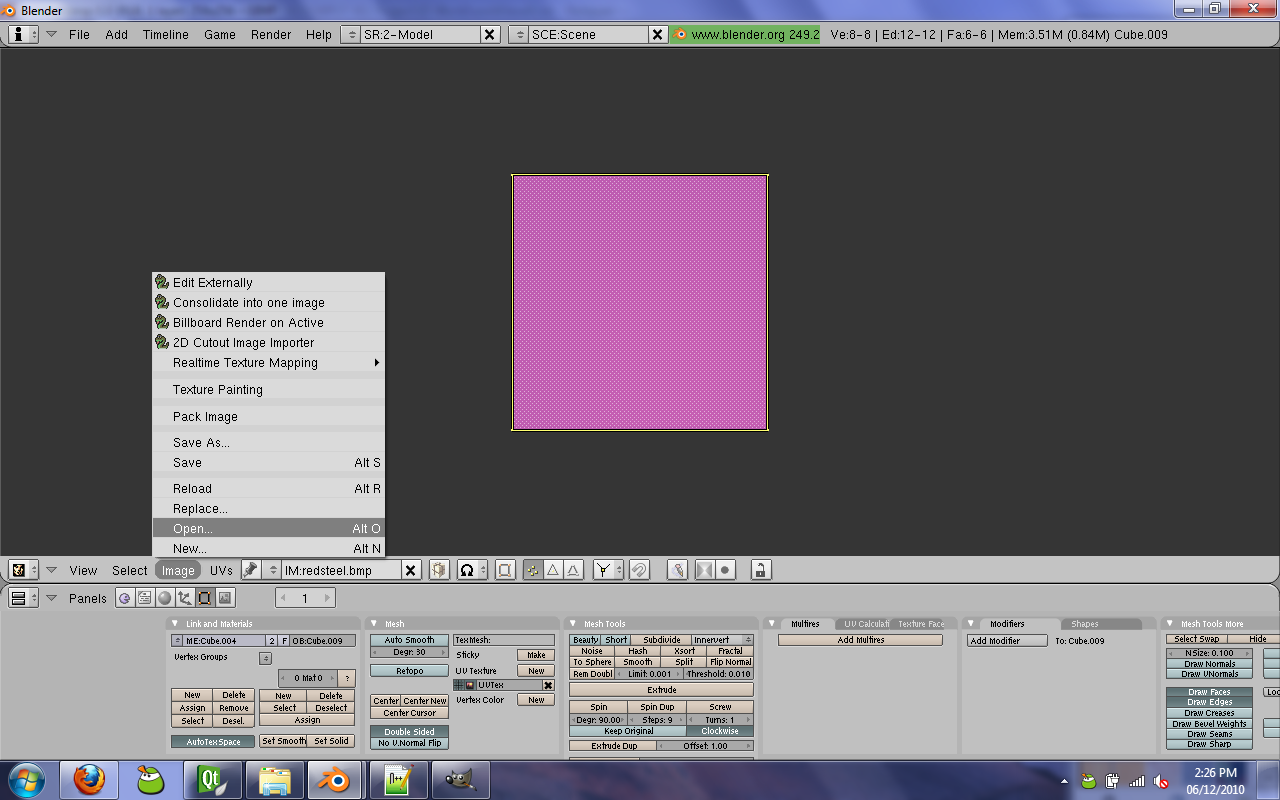 Blender
File Add Timeline Game Render Help SR:2-Model SCE:Scene www.blender.org 249.2 Ve:8-8 | Ed:12-12 | Fa:6-6 | Mem:3.51M (0.84M) Cube.009
Edit Externally
Consolidate into one image
Billboard Render on Active
2D Cutout Image Importer
Realtime Texture Mapping
Texture Painting
Pack Image
Save As...
Save Alt S
Reload Alt R
Replace...
Open... Alt O
New... Alt N
View Select Image UVs IM:redsteel.bmp
Panels 1
Link and Materials
ME:Cube.004 2 F OB:Cube.009
Vertex Groups
0 Mat 0 ?
New Delete New Delete
Assign Remove Select Deselect
Select Desel. Assign
AutoTexSpace Set Smooth Set Solid
Mesh
Auto Smooth TexMesh:
Degr: 30 Sticky Make
Retopo UV Texture New
UVTex
Center Center New Vertex Color New
Center Cursor
Double Sided
No V.Normal Flip
Mesh Tools
Beauty Short Subdivide Innervert
Noise Hash Xsort Fractal
To Sphere Smooth Split Flip Normal
Rem Doubl Limit: 0.001 Threshold: 0.010
Extrude
Spin Spin Dup Screw
Degr: 90.00 Steps: 9 Turns: 1
Keep Original Clockwise
Extrude Dup Offset: 1.00
Multires UV Calculati Texture Face
Add Multires
Modifiers Shapes
Add Modifier To: Cube.009
Mesh Tools More
Select Swap Hide
NSize: 0.100
Draw Normals
Draw VNormals
Draw Faces Loc
Draw Edges
Draw Creases
Draw Bevel Weights
Draw Seams
Draw Sharp
Qt
n++
2:26 PM
06/12/2010